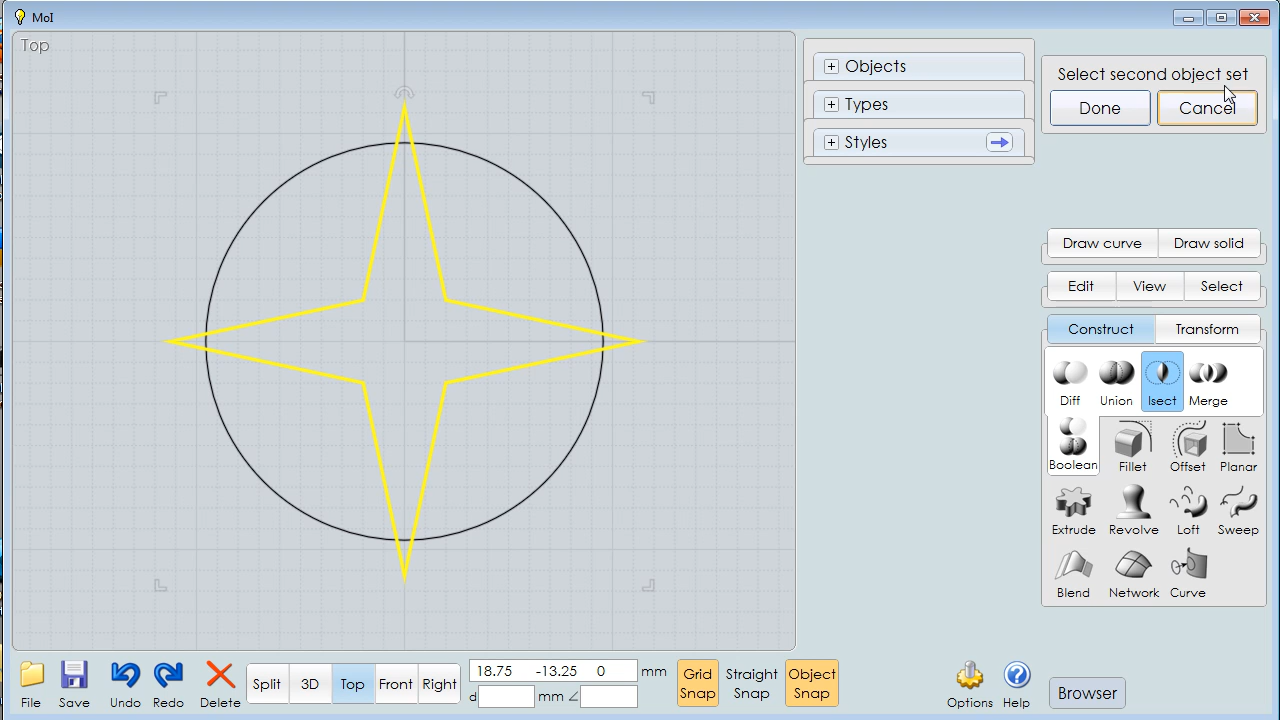 MoI
Top
Objects
Types
Styles
Select second object set
Done
Cancel
Draw curve
Draw solid
Edit
View
Select
Construct
Transform
Diff
Union
Isect
Merge
Boolean
Fillet
Offset
Planar
Extrude
Revolve
Loft
Sweep
Blend
Network
Curve
File
Save
Undo
Redo
Delete
Split
3D
Top
Front
Right
18.75 -13.25 0 mm
d mm ∠
Grid
Snap
Straight
Snap
Object
Snap
Options
Help
Browser